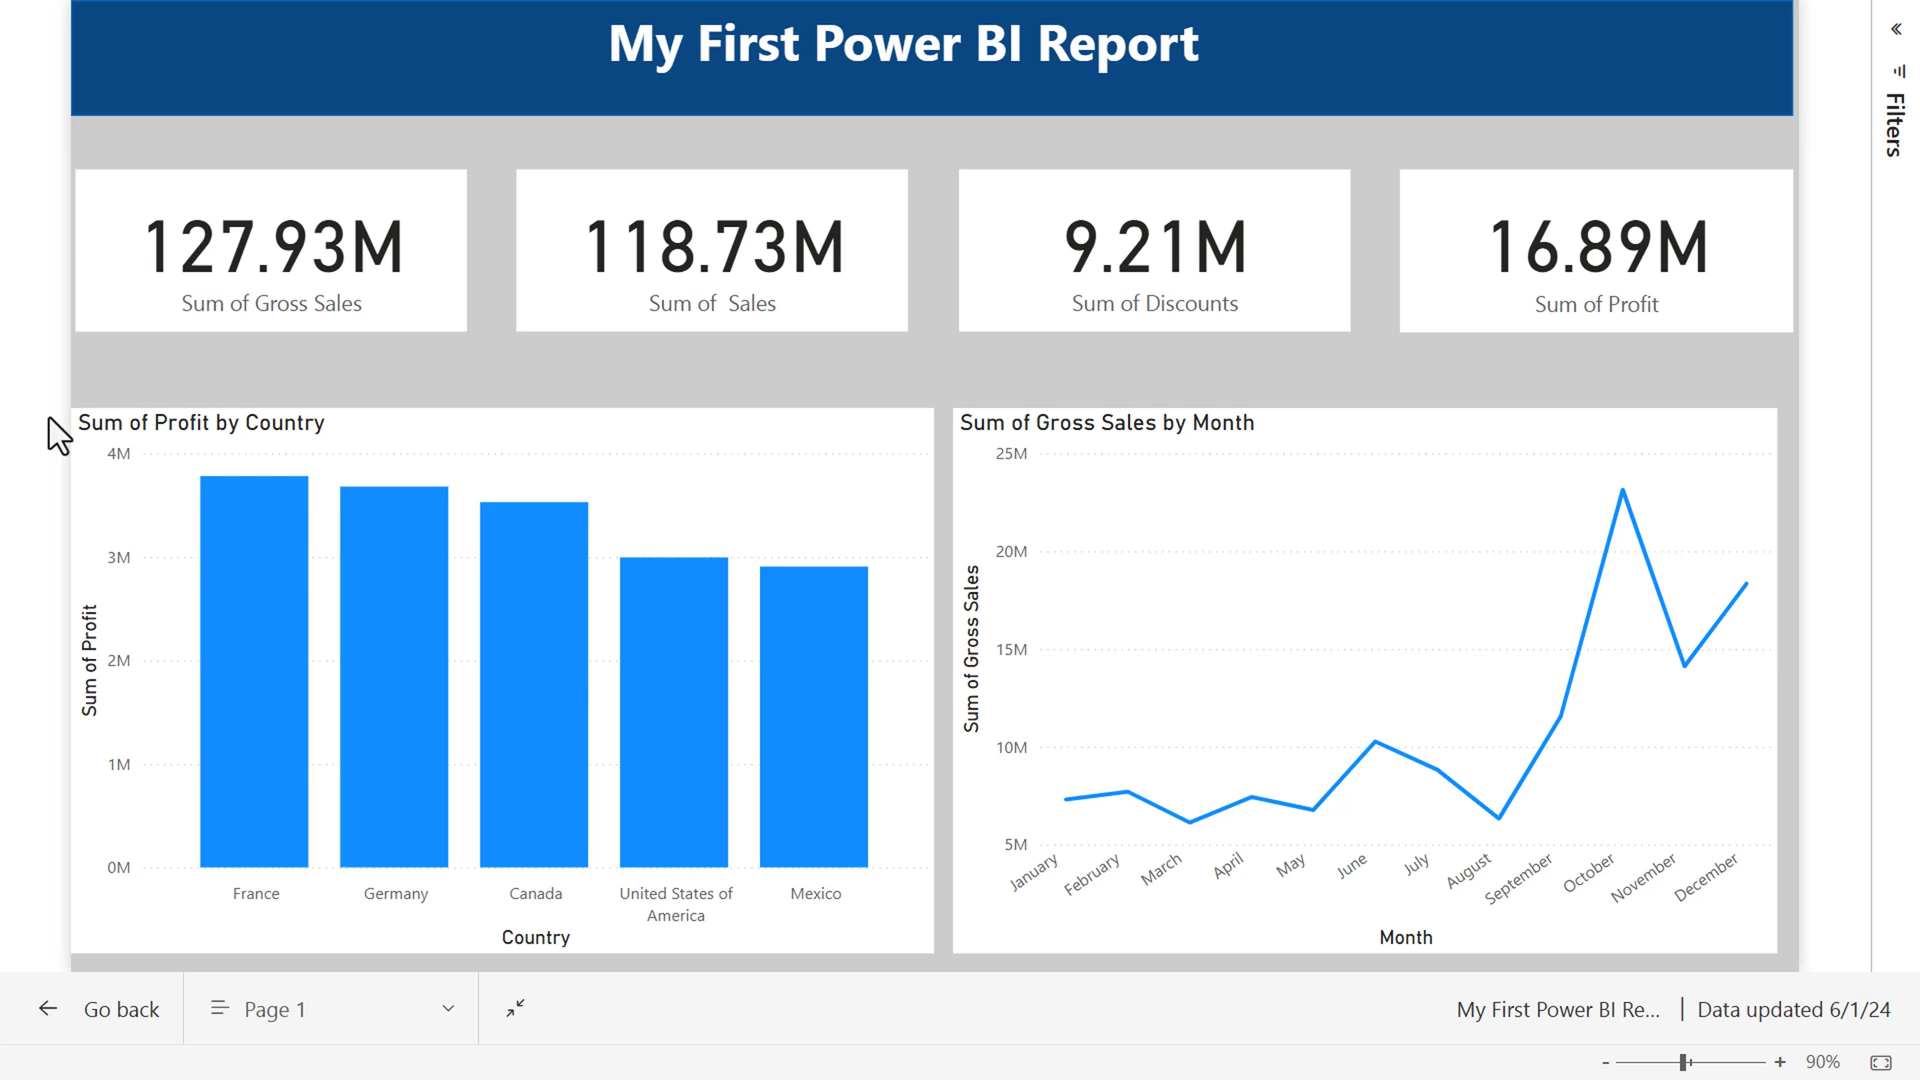 My First Power BI Report
Filters
127.93M
Sum of Gross Sales
118.73M
Sum of  Sales
9.21M
Sum of Discounts
16.89M
Sum of Profit
Sum of Profit by Country
4M
3M
2M
1M
0M
Sum of Profit
France
Germany
Canada
United States of
America
Mexico
Country
Sum of Gross Sales by Month
25M
20M
15M
10M
5M
Sum of Gross Sales
January
February
March
April
May
June
July
August
September
October
November
December
Month
Go back
Page 1
My First Power BI Re... | Data updated 6/1/24
- + 90%